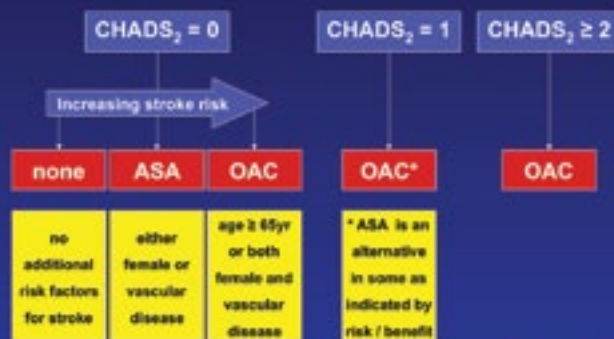 CHADS₂ = 0
CHADS₂ = 1
CHADS₂ ≥ 2
Increasing stroke risk
none
ASA
OAC
OAC*
OAC
no
additional
risk factors
for stroke
either
female or
vascular
disease
age ≥ 65yr
or both
female and
vascular
disease
* ASA is an
alternative
in some as
indicated by
risk / benefit